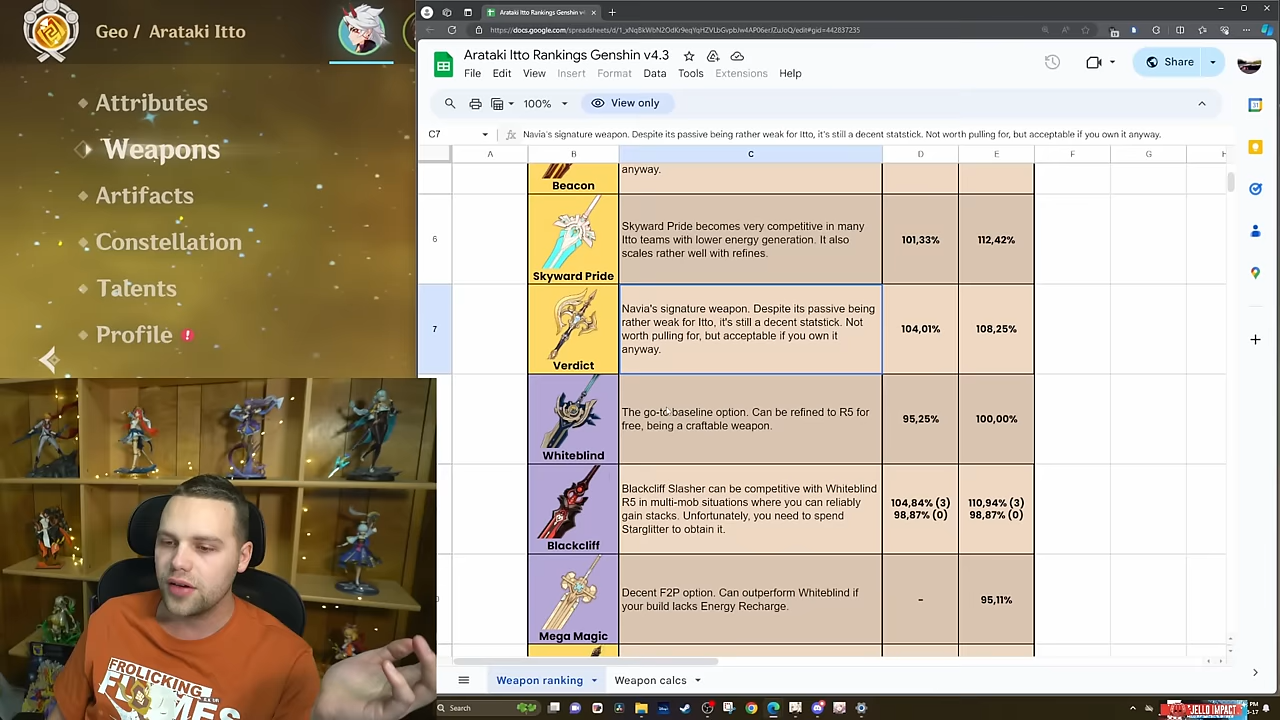 Geo / Arataki Itto
Attributes
Weapons
Artifacts
Constellation
Talents
Profile
Arataki Itto Rankings Genshin v4
Arataki Itto Rankings Genshin v4.3
File Edit View Insert Format Data Tools Extensions Help
Share
100%
View only
C7
Navia's signature weapon. Despite its passive being rather weak for Itto, it's still a decent statstick. Not worth pulling for, but acceptable if you own it anyway.
A B C D E F G H
anyway.
Beacon
6
Skyward Pride becomes very competitive in many
Itto teams with lower energy generation. It also
scales rather well with refines.
101,33%
112,42%
Skyward Pride
7
Navia's signature weapon. Despite its passive being
rather weak for Itto, it's still a decent statstick. Not
worth pulling for, but acceptable if you own it
anyway.
104,01%
108,25%
Verdict
The go-to baseline option. Can be refined to R5 for
free, being a craftable weapon.
95,25%
100,00%
Whiteblind
Blackcliff Slasher can be competitive with Whiteblind
R5 in multi-mob situations where you can reliably
gain stacks. Unfortunately, you need to spend
Starglitter to obtain it.
104,84% (3)
98,87% (0)
110,94% (3)
98,87% (0)
Blackcliff
Decent F2P option. Can outperform Whiteblind if
your build lacks Energy Recharge.
-
95,11%
Mega Magic
Weapon ranking
Weapon calcs
Search
JELLO IMPACT
FROLICKING